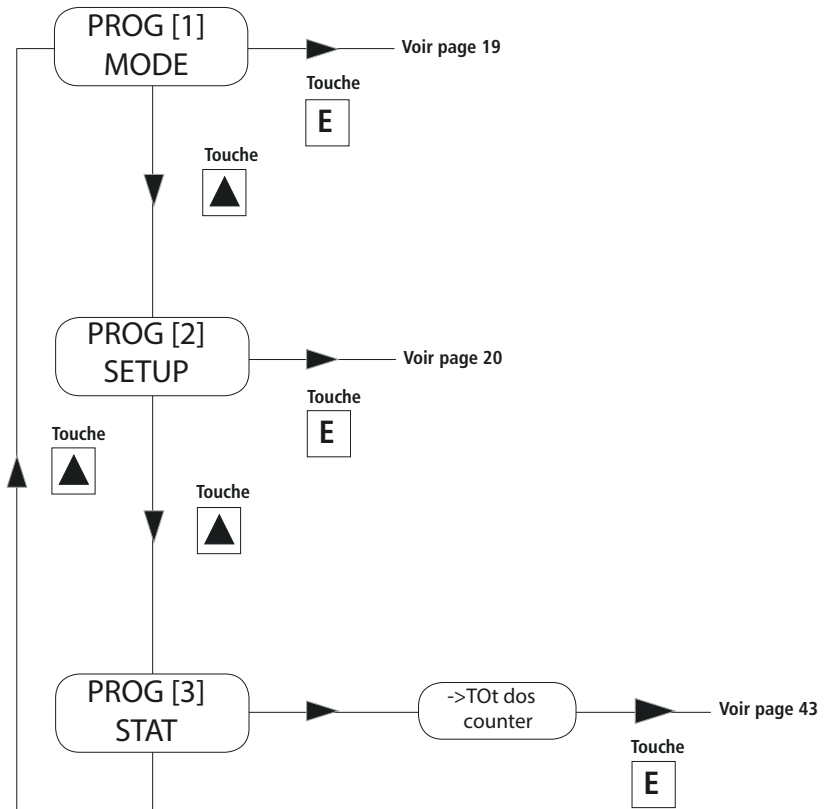 PROG [1]
MODE
Voir page 19
Touche
E
Touche
PROG [2]
SETUP
Voir page 20
Touche
E
Touche
Touche
PROG [3]
STAT
->TOt dos
counter
Voir page 43
Touche
E